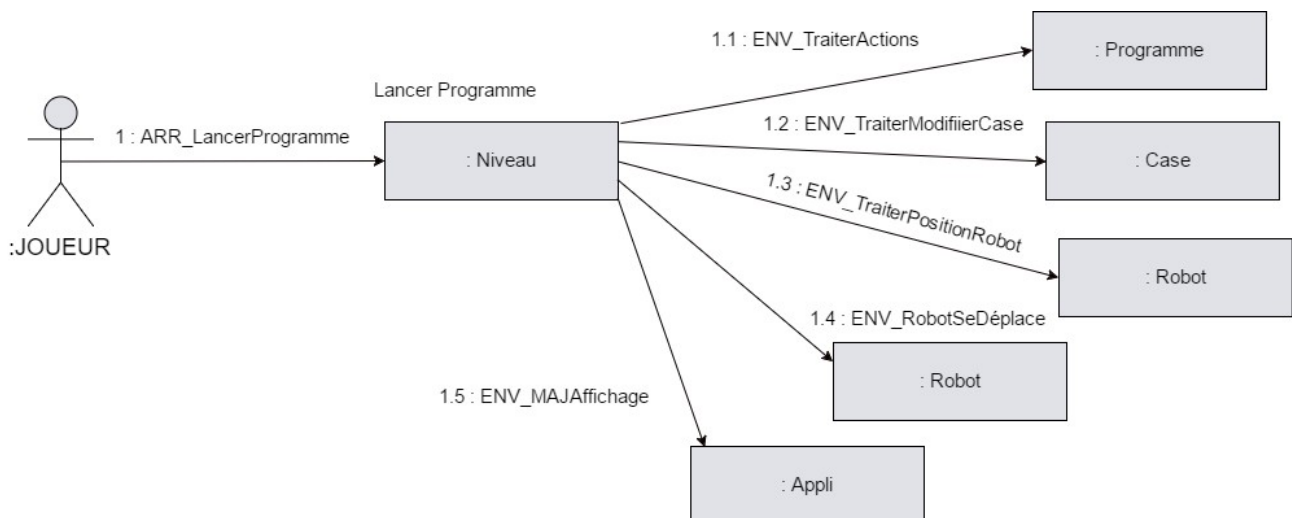 1.1 : ENV_TraiterActions
: Programme
Lancer Programme
1 : ARR_LancerProgramme
: Niveau
1.2 : ENV_TraiterModifiierCase
: Case
1.3 : ENV_TraiterPositionRobot
: Robot
:JOUEUR
1.4 : ENV_RobotSeDéplace
: Robot
1.5 : ENV_MAJAffichage
: Appli